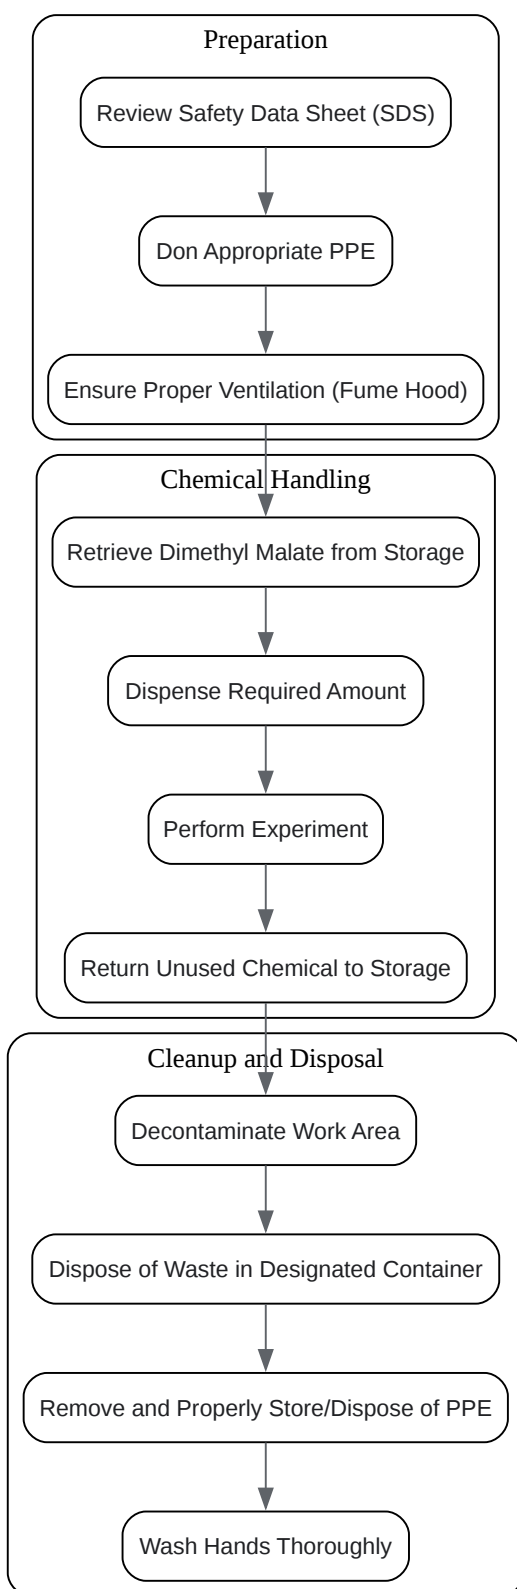 Preparation
Review Safety Data Sheet (SDS)
Don Appropriate PPE
Ensure Proper Ventilation (Fume Hood)
Chemical Handling
Retrieve Dimethyl Malate from Storage
Dispense Required Amount
Perform Experiment
Return Unused Chemical to Storage
Cleanup and Disposal
Decontaminate Work Area
Dispose of Waste in Designated Container
Remove and Properly Store/Dispose of PPE
Wash Hands Thoroughly